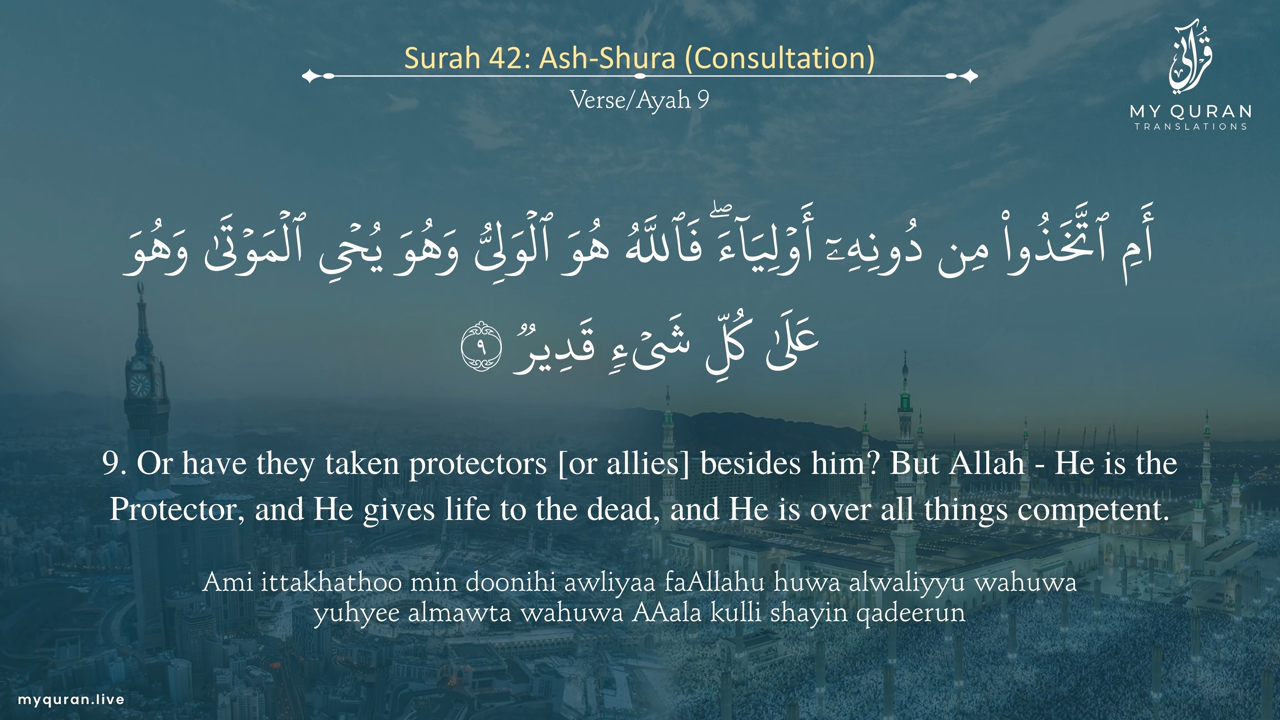 Surah 42: Ash-Shura (Consultation)
Verse/Ayah 9
قرآني
MY QURAN
TRANSLATIONS
أَمِ ٱتَّخَذُوا۟ مِن دُونِهِۦٓ أَوْلِيَآءَ ۖ فَٱللَّهُ هُوَ ٱلْوَلِىُّ وَهُوَ يُحْىِ ٱلْمَوْتَىٰ وَهُوَ
عَلَىٰ كُلِّ شَىْءٍ قَدِيرٌ ٩
9. Or have they taken protectors [or allies] besides him? But Allah - He is the
Protector, and He gives life to the dead, and He is over all things competent.
Ami ittakhathoo min doonihi awliyaa faAllahu huwa alwaliyyu wahuwa
yuhyee almawta wahuwa AAala kulli shayin qadeerun
myquran.live